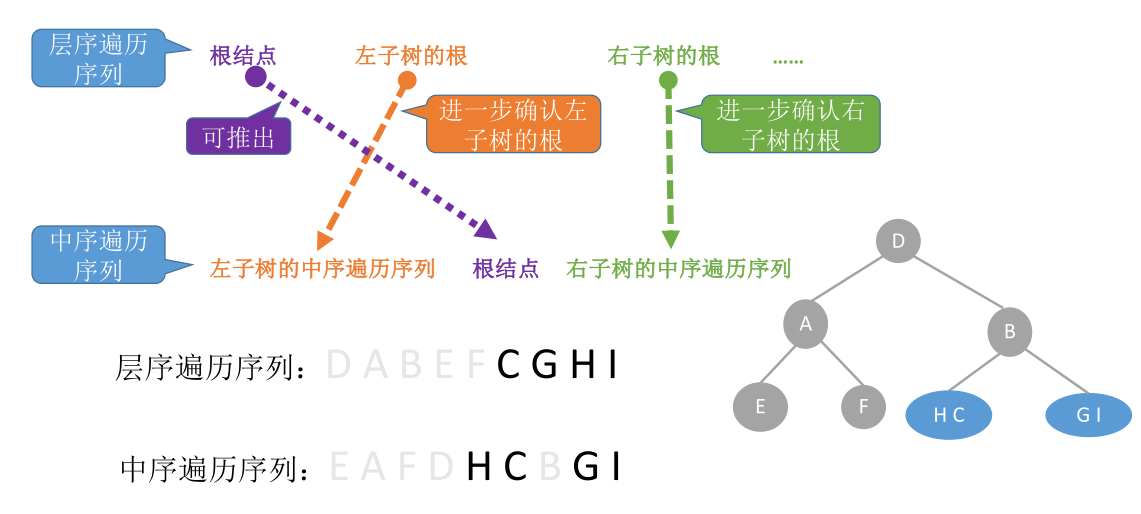 层序遍历
序列
根结点
左子树的根
右子树的根
……
可推出
进一步确认左
子树的根
进一步确认右
子树的根
中序遍历
序列
左子树的中序遍历序列
根结点
右子树的中序遍历序列
D
A
B
E
F
H C
G I
层序遍历序列：D A B E F C G H I
中序遍历序列：E A F D H C B G I